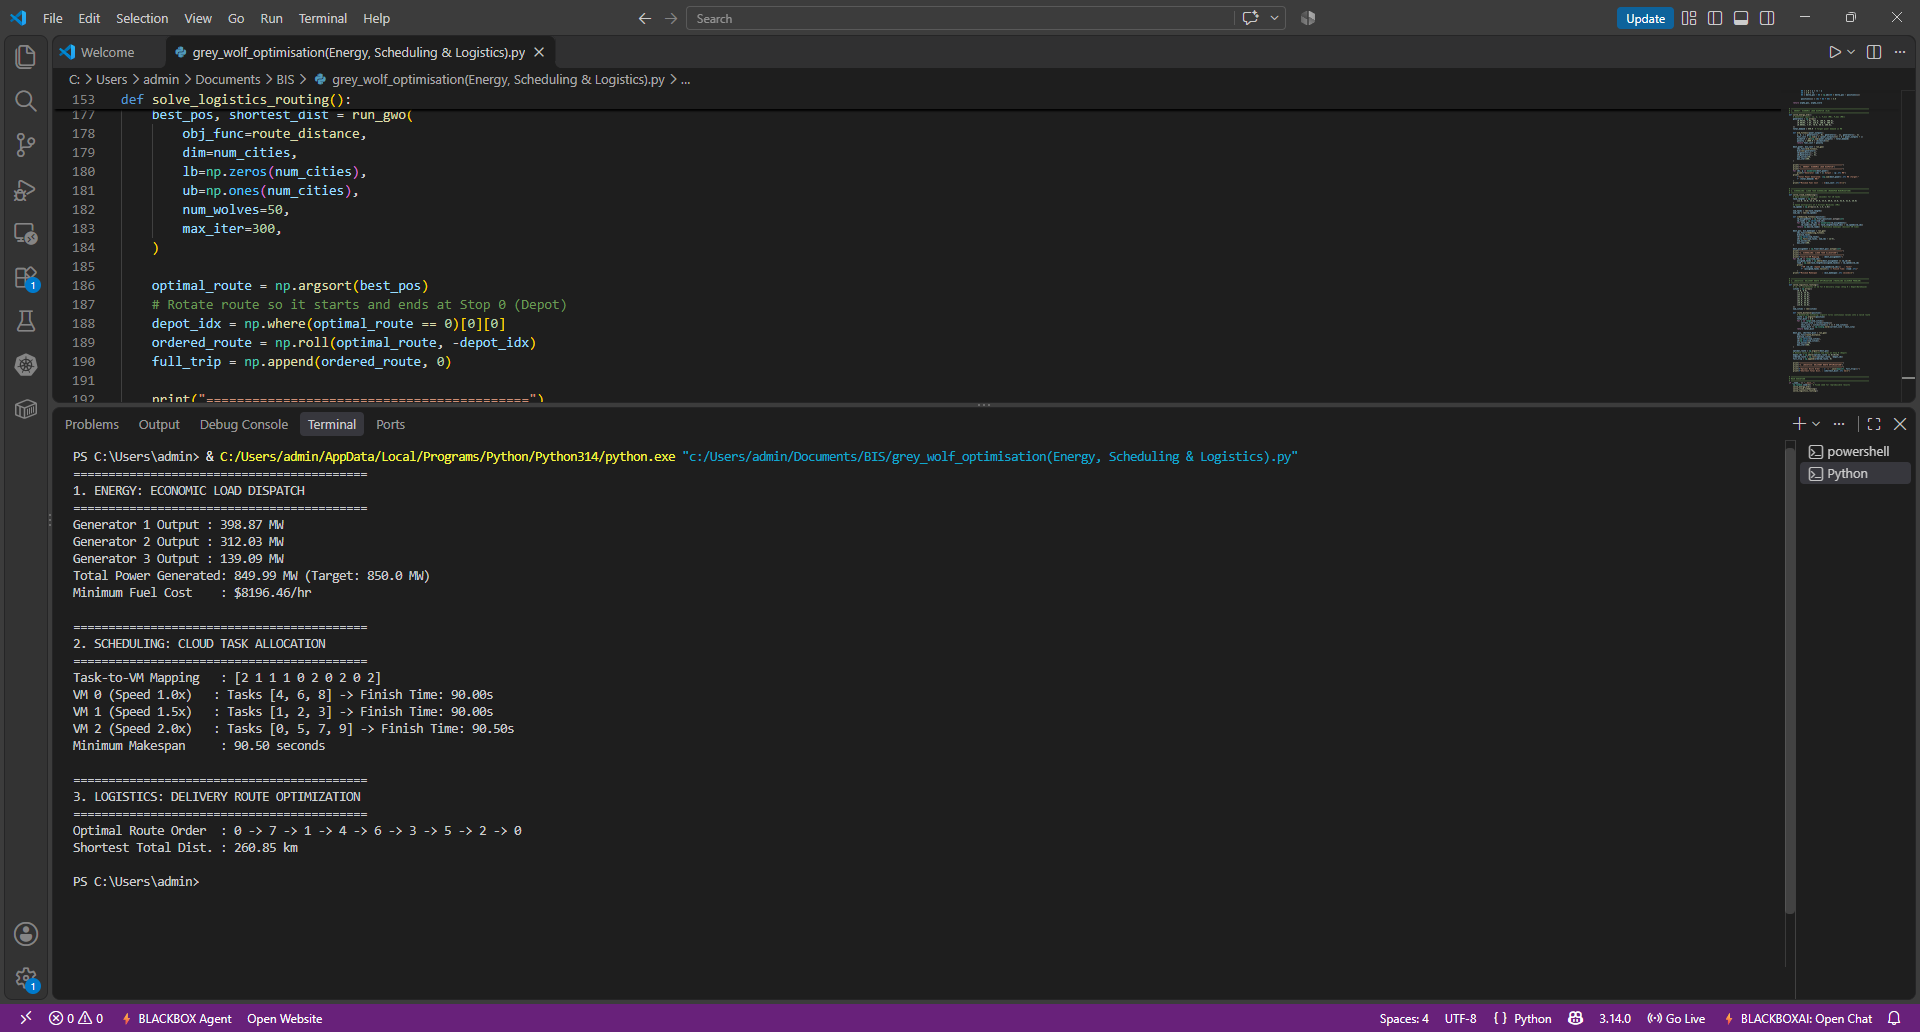 File Edit Selection View Go Run Terminal Help
Search
Update
Welcome
grey_wolf_optimisation(Energy, Scheduling & Logistics).py
C: > Users > admin > Documents > BIS > grey_wolf_optimisation(Energy, Scheduling & Logistics).py > ...
153 def solve_logistics_routing():
177 best_pos, shortest_dist = run_gwo(
178 obj_func=route_distance,
179 dim=num_cities,
180 lb=np.zeros(num_cities),
181 ub=np.ones(num_cities),
182 num_wolves=50,
183 max_iter=300,
184 )
185
186 optimal_route = np.argsort(best_pos)
187 # Rotate route so it starts and ends at Stop 0 (Depot)
188 depot_idx = np.where(optimal_route == 0)[0][0]
189 ordered_route = np.roll(optimal_route, -depot_idx)
190 full_trip = np.append(ordered_route, 0)
191
192 print("==========================================")
Problems Output Debug Console Terminal Ports
PS C:\Users\admin> & C:/Users/admin/AppData/Local/Programs/Python/Python314/python.exe "c:/Users/admin/Documents/BIS/grey_wolf_optimisation(Energy, Scheduling & Logistics).py"
==========================================
1. ENERGY: ECONOMIC LOAD DISPATCH
==========================================
Generator 1 Output : 398.87 MW
Generator 2 Output : 312.03 MW
Generator 3 Output : 139.09 MW
Total Power Generated: 849.99 MW (Target: 850.0 MW)
Minimum Fuel Cost    : $8196.46/hr
==========================================
2. SCHEDULING: CLOUD TASK ALLOCATION
==========================================
Task-to-VM Mapping   : [2 1 1 1 0 2 0 2 0 2]
VM 0 (Speed 1.0x)   : Tasks [4, 6, 8] -> Finish Time: 90.00s
VM 1 (Speed 1.5x)   : Tasks [1, 2, 3] -> Finish Time: 90.00s
VM 2 (Speed 2.0x)   : Tasks [0, 5, 7, 9] -> Finish Time: 90.50s
Minimum Makespan     : 90.50 seconds
==========================================
3. LOGISTICS: DELIVERY ROUTE OPTIMIZATION
==========================================
Optimal Route Order  : 0 -> 7 -> 1 -> 4 -> 6 -> 3 -> 5 -> 2 -> 0
Shortest Total Dist. : 260.85 km
PS C:\Users\admin>
powershell
Python
1
1
0 0 BLACKBOX Agent Open Website
Spaces: 4 UTF-8 { } Python 3.14.0 Go Live BLACKBOXAI: Open Chat